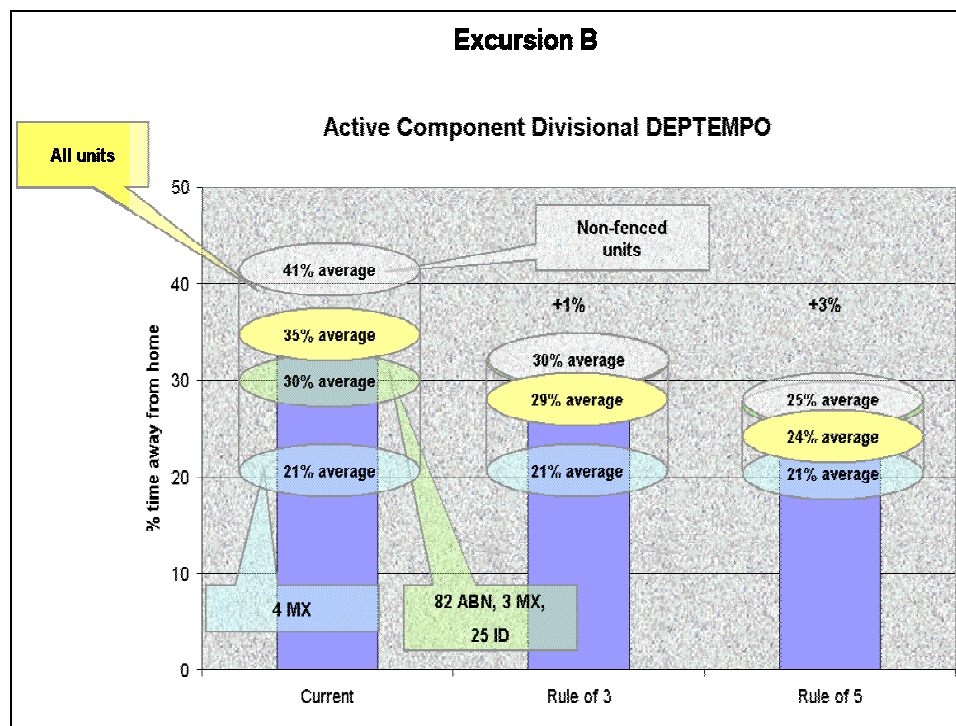 Excursion B
Active Component Divisional DEPTEMPO
All units
Non-fenced
units
% time away from home
50
40
30
20
10
0
41% average
35% average
30% average
21% average
4 MX
82 ABN, 3 MX,
25 ID
+1%
30% average
29% average
21% average
+3%
25% average
24% average
21% average
Current
Rule of 3
Rule of 5